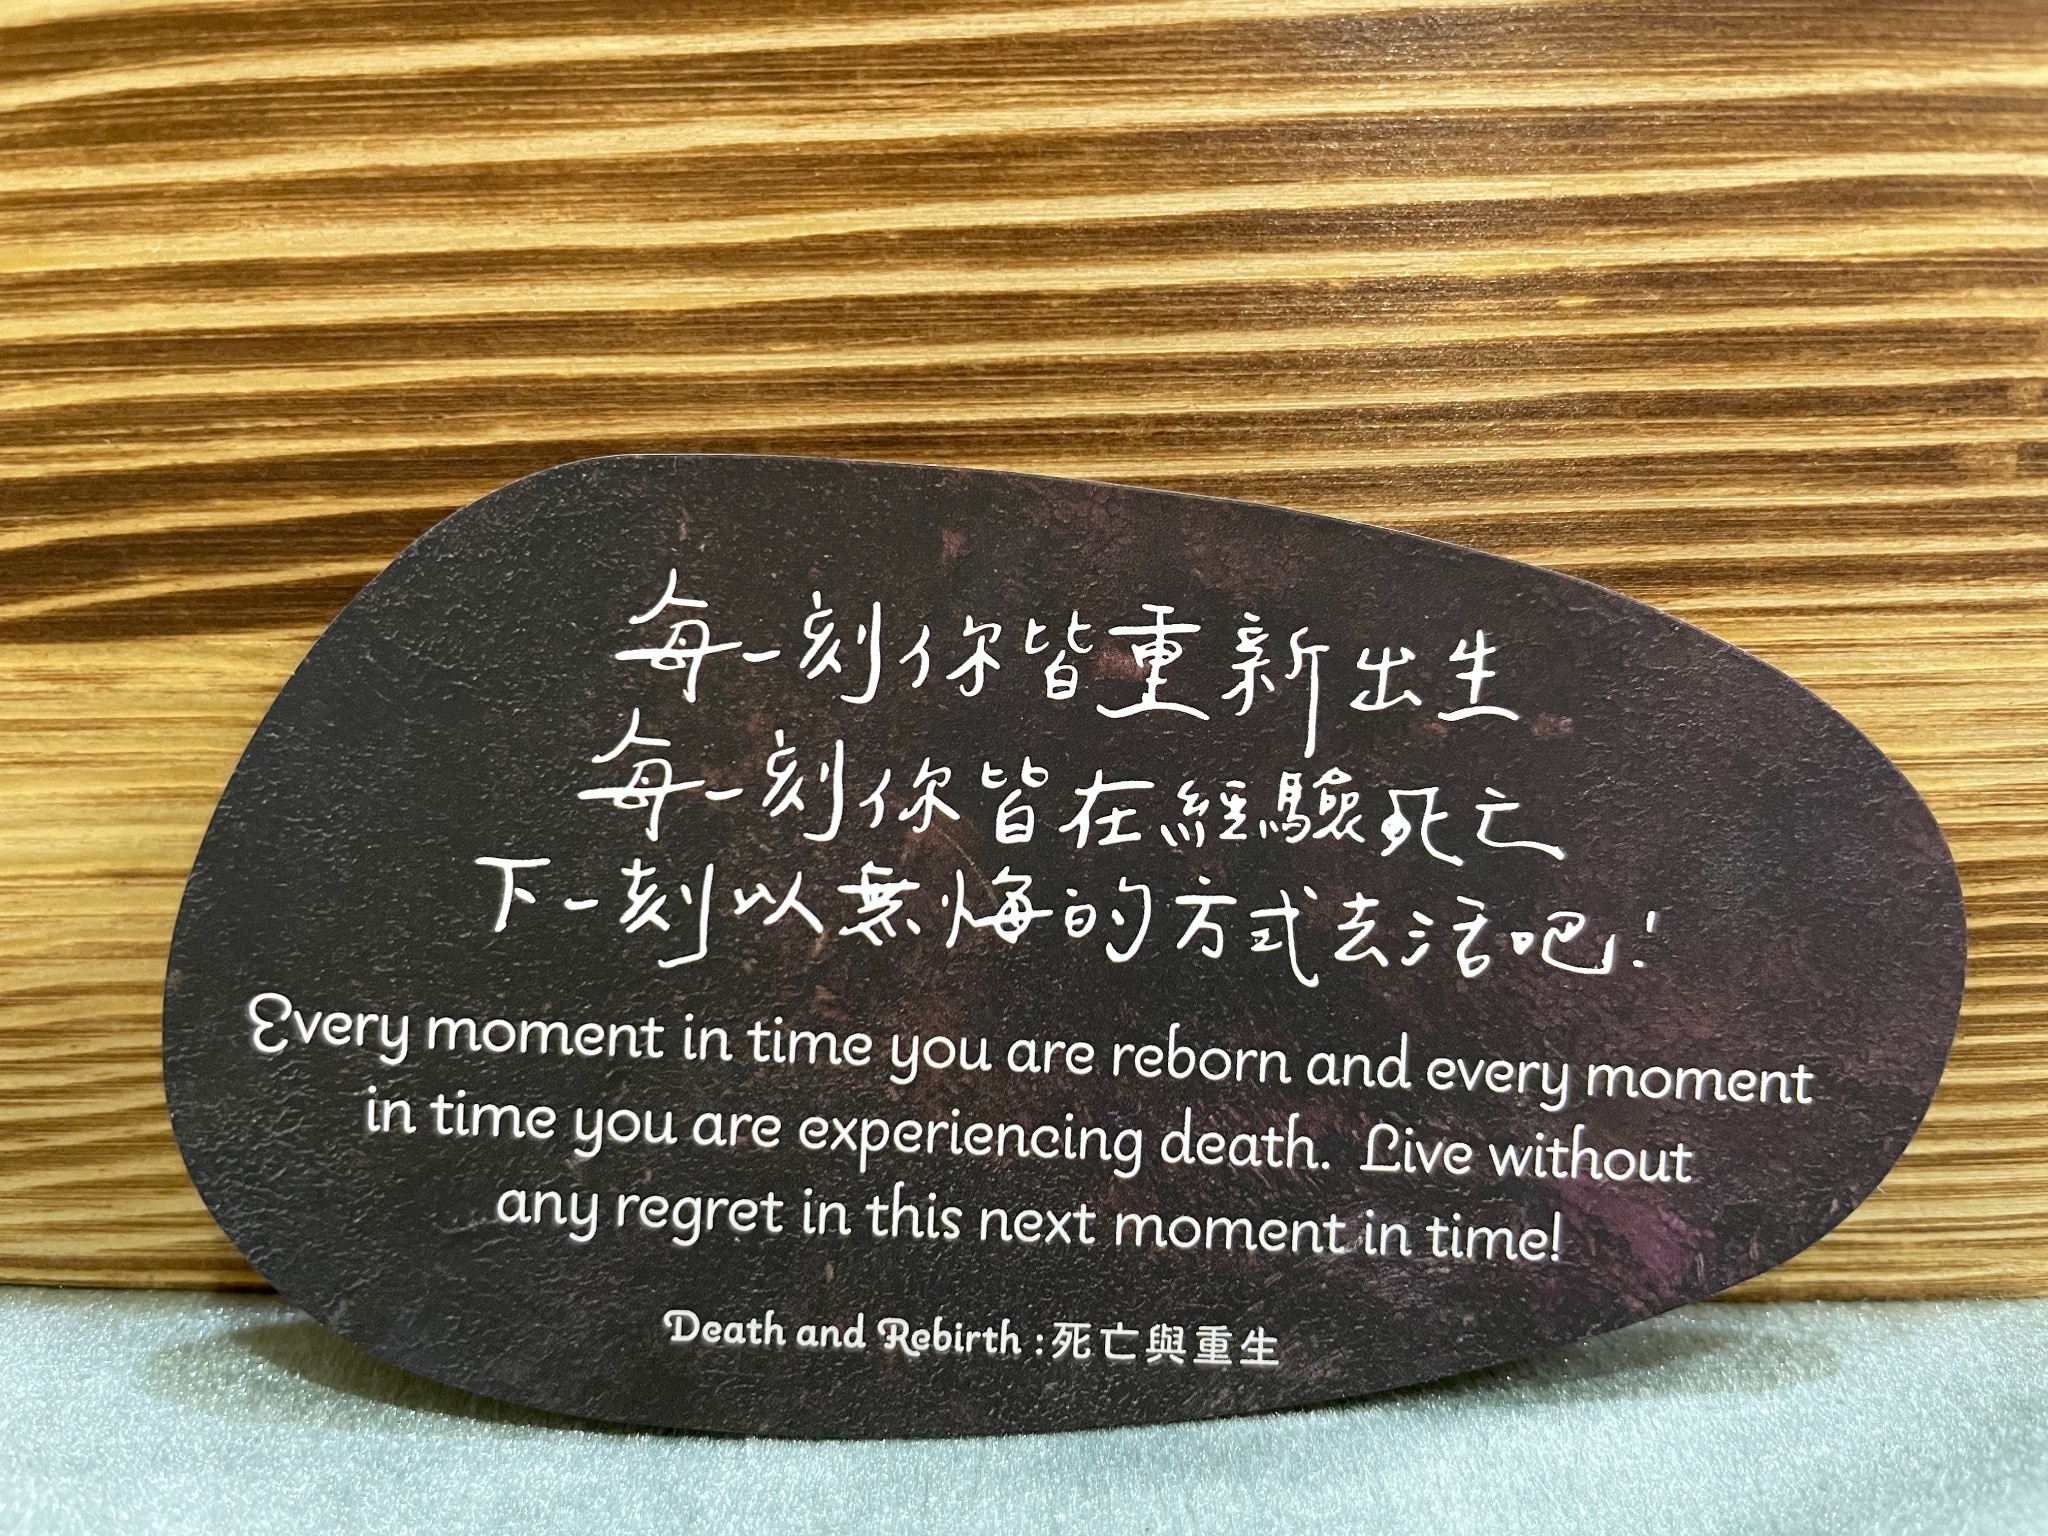 每一刻你皆重新出生
每一刻你皆在經驗死亡
下一刻以無悔的方式去活吧!
Every moment in time you are reborn and every moment
in time you are experiencing death. Live without
any regret in this next moment in time!
Death and Rebirth :死亡與重生